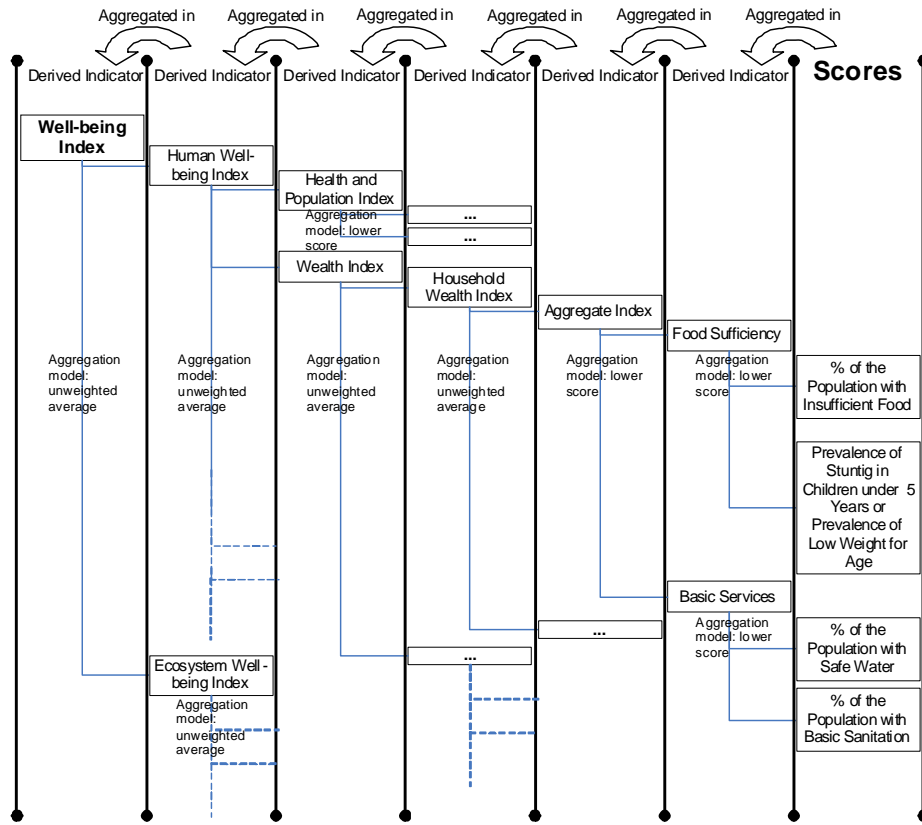 Aggregated in
Aggregated in
Aggregated in
Aggregated in
Aggregated in
Aggregated in
Derived Indicator
Derived Indicator
Derived Indicator
Derived Indicator
Derived Indicator
Derived Indicator
Scores
Well-being
Index
Human Well-
being Index
Health and
Population Index
Aggregation
model: lower
score
...
...
Wealth Index
Household
Wealth Index
Aggregate Index
Food Sufficiency
Aggregation
model:
unweighted
average
Aggregation
model:
unweighted
average
Aggregation
model:
unweighted
average
Aggregation
model:
unweighted
average
Aggregation
model: lower
score
Aggregation
model: lower
score
% of the
Population with
Insufficient Food
Prevalence of
Stuntig in
Children under 5
Years or
Prevalence of
Low Weight for
Age
Basic Services
Aggregation
model: lower
score
...
...
% of the
Population with
Safe Water
% of the
Population with
Basic Sanitation
Ecosystem Well-
being Index
Aggregation
model:
unweighted
average